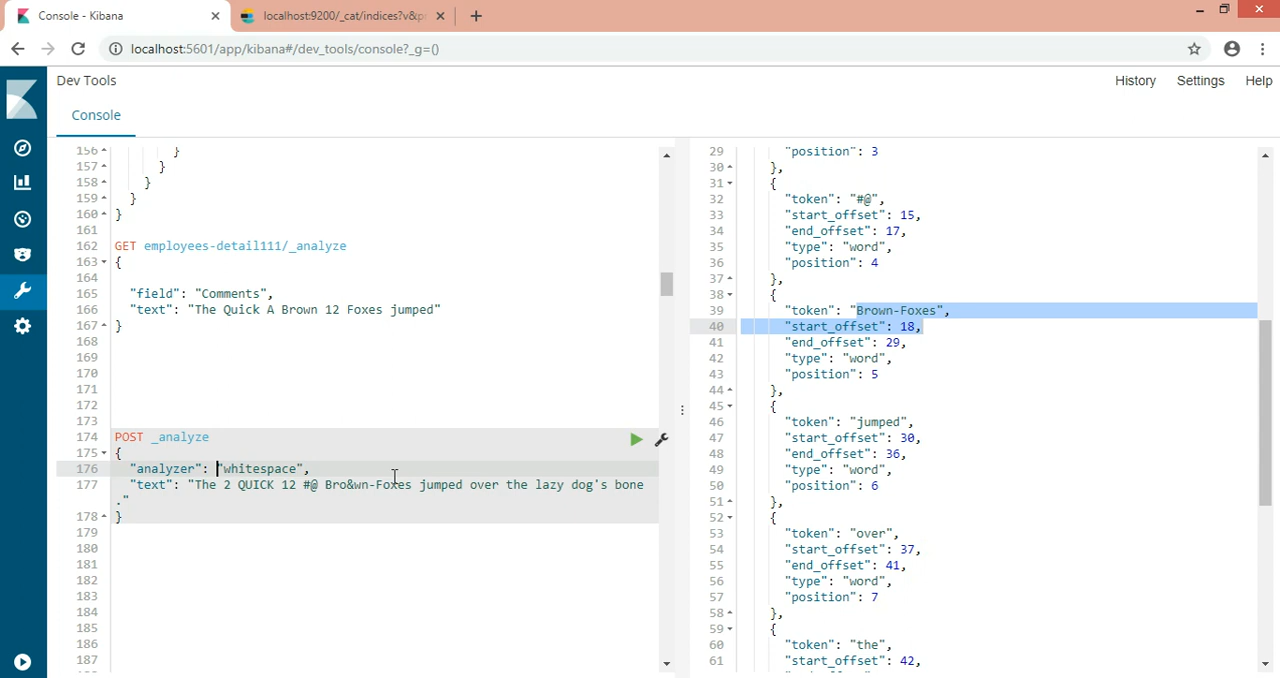 Console - Kibana
localhost:9200/_cat/indices?v&p
localhost:5601/app/kibana#/dev_tools/console?_g=()
Dev Tools
History Settings Help
Console
156 }
157 }
158 }
159 }
160 }
161
162 GET employees-detail111/_analyze
163 {
164
165 "field": "Comments",
166 "text": "The Quick A Brown 12 Foxes jumped"
167 }
168
169
170
171
172
173
174 POST _analyze
175 {
176 "analyzer": "whitespace",
177 "text": "The 2 QUICK 12 #@ Bro&wn-Foxes jumped over the lazy dog's bone
."
178 }
179
180
181
182
183
184
185
186
187
29 "position": 3
30 },
31 {
32 "token": "#@",
33 "start_offset": 15,
34 "end_offset": 17,
35 "type": "word",
36 "position": 4
37 },
38 {
39 "token": "Brown-Foxes",
40 "start_offset": 18,
41 "end_offset": 29,
42 "type": "word",
43 "position": 5
44 },
45 {
46 "token": "jumped",
47 "start_offset": 30,
48 "end_offset": 36,
49 "type": "word",
50 "position": 6
51 },
52 {
53 "token": "over",
54 "start_offset": 37,
55 "end_offset": 41,
56 "type": "word",
57 "position": 7
58 },
59 {
60 "token": "the",
61 "start_offset": 42,